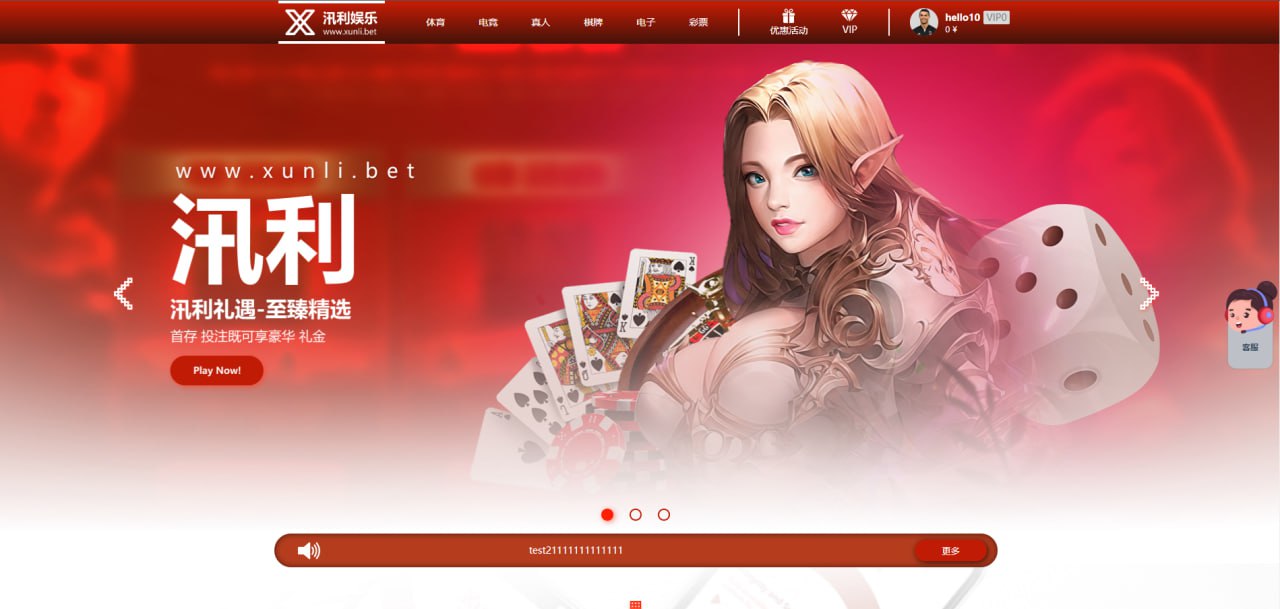 汛利娱乐
www.xunli.bet
体育 电竞 真人 棋牌 电子 彩票
优惠活动
VIP
hello10 VIP0
0 ¥
www.xunli.bet
汛利
汛利礼遇-至臻精选
首存 投注既可享豪华 礼金
Play Now!
K
K
Q
客服
test21111111111111
更多